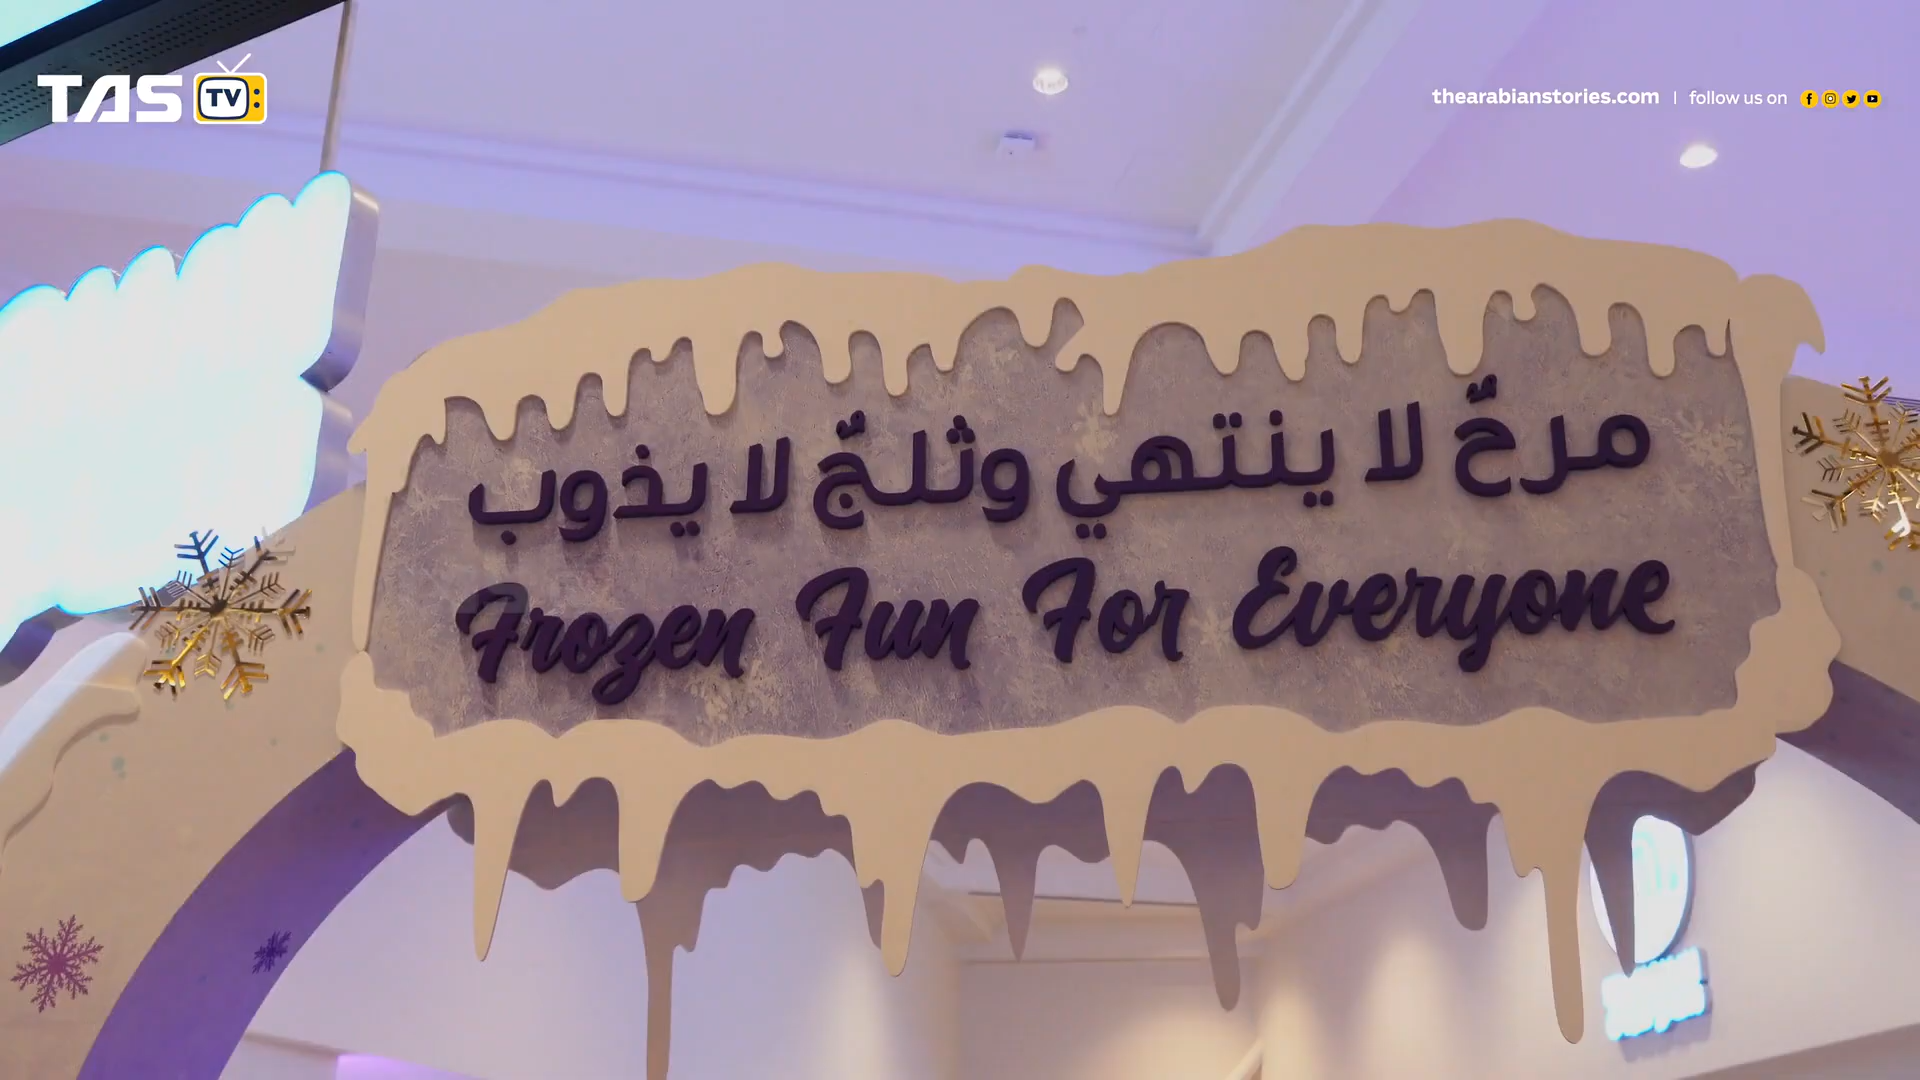 TAS TV
thearabianstories.com | follow us on
مرحٌ لا ينتهي وثلجٌ لا يذوب
Frozen Fun For Everyone